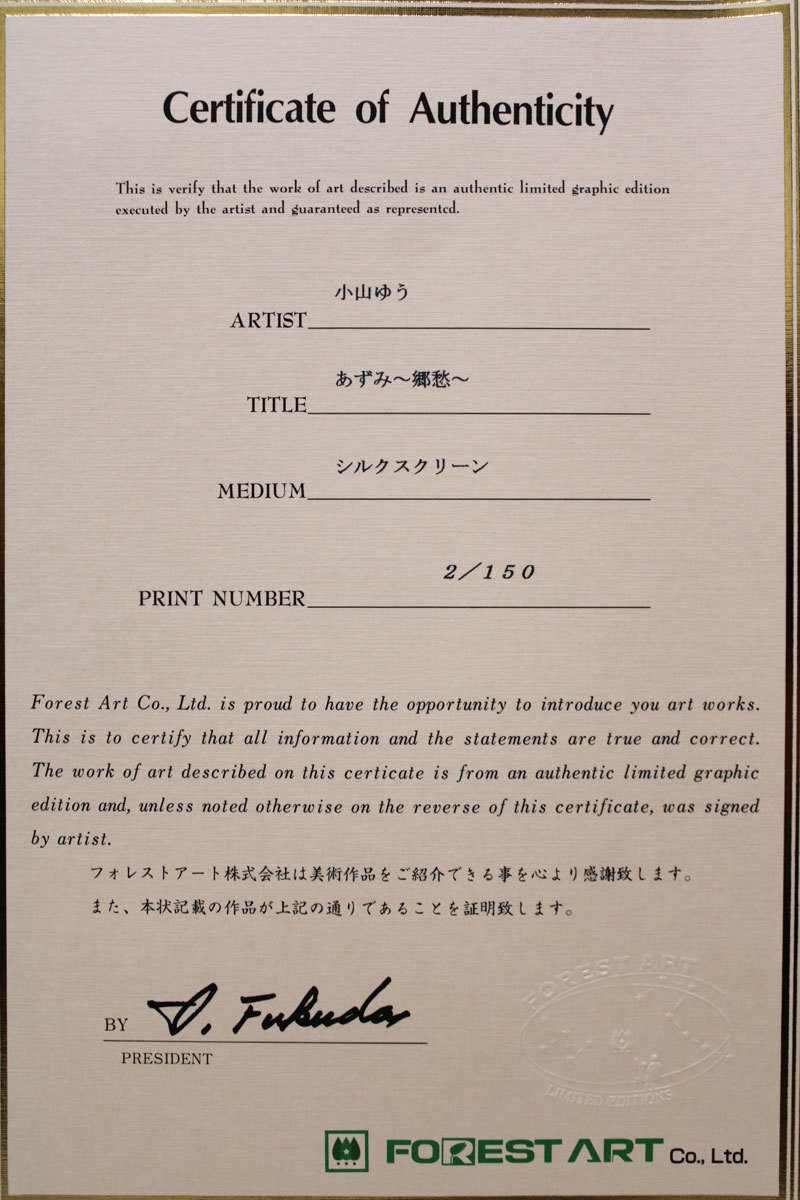 Certificate of Authenticity
This is verify that the work of art described is an authentic limited graphic edition
executed by the artist and guaranteed as represented.
小山ゆう
ARTIST
あずみ〜郷愁〜
TITLE
シルクスクリーン
MEDIUM
2／150
PRINT NUMBER
Forest Art Co., Ltd. is proud to have the opportunity to introduce you art works.
This is to certify that all information and the statements are true and correct.
The work of art described on this certicate is from an authentic limited graphic
edition and, unless noted otherwise on the reverse of this certificate, was signed
by artist.
フォレストアート株式会社は美術作品をご紹介できる事を心より感謝致します。
また、本状記載の作品が上記の通りであることを証明致します。
FOREST ART
LIMITED EDITIONS
BY
Fukuda
PRESIDENT
FOREST ART Co., Ltd.